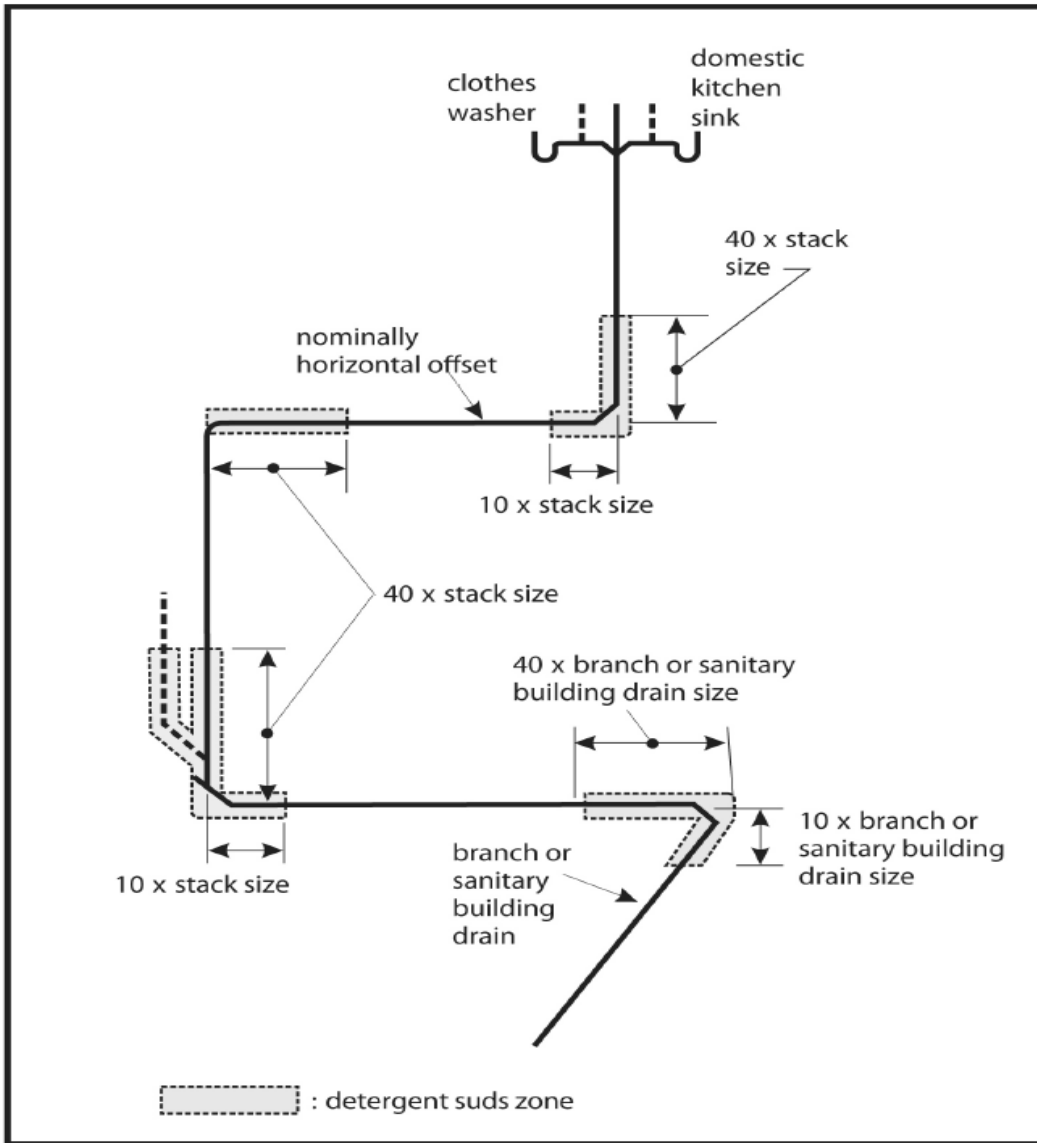 clothes
washer
domestic
kitchen
sink
40 x stack
size
nominally
horizontal offset
10 x stack size
40 x stack size
40 x branch or sanitary
building drain size
10 x branch or
sanitary building
drain size
10 x stack size
branch or
sanitary
building
drain
: detergent suds zone